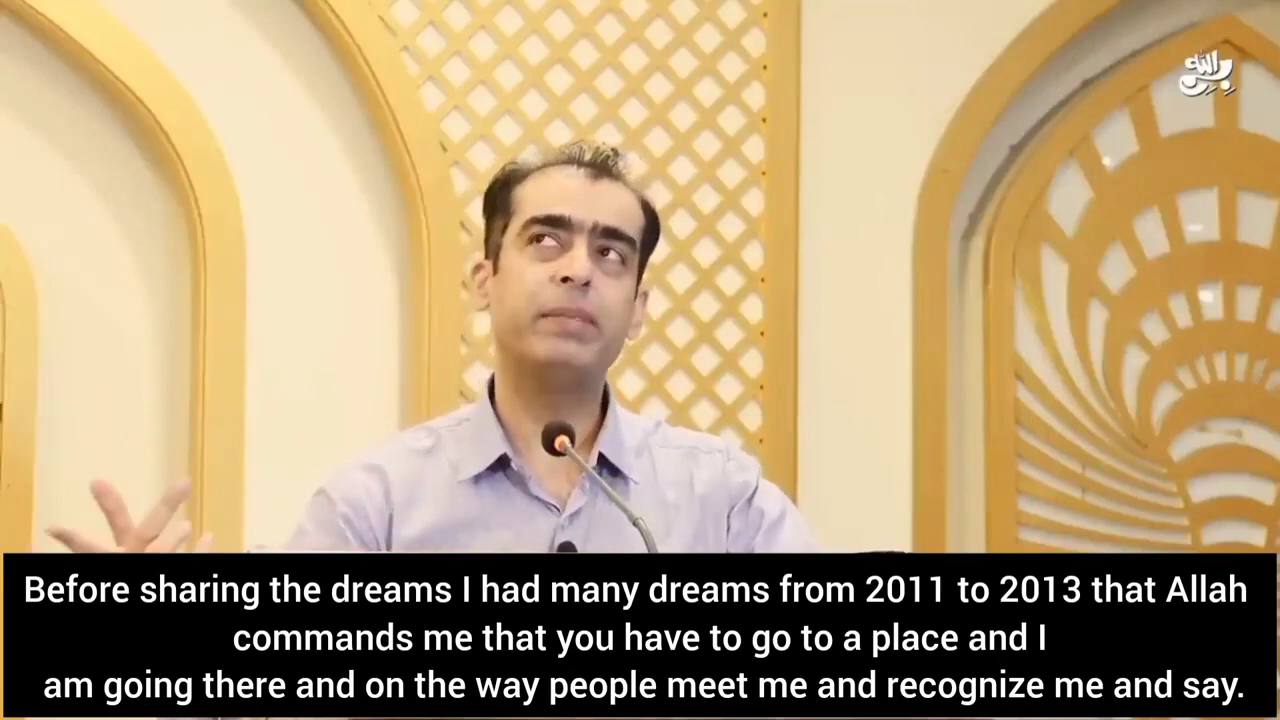 بسم الله
Before sharing the dreams I had many dreams from 2011 to 2013 that Allah
commands me that you have to go to a place and I
am going there and on the way people meet me and recognize me and say.